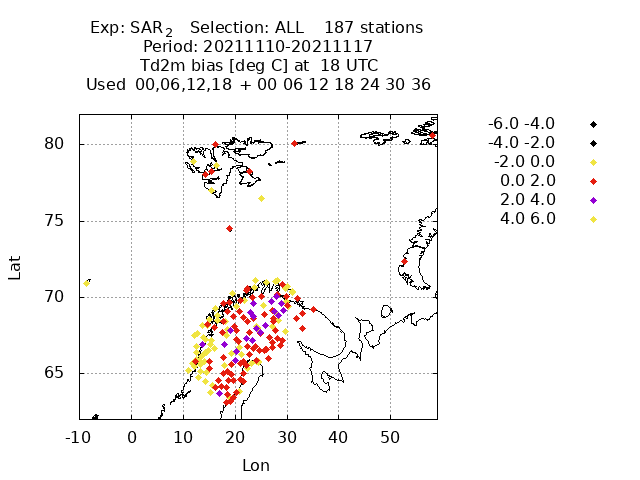 Exp: SAR2 Selection: ALL 187 stations
Period: 20211110-20211117
Td2m bias [deg C] at 18 UTC
Used 00,06,12,18 + 00 06 12 18 24 30 36
-6.0 -4.0
-4.0 -2.0
-2.0 0.0
0.0 2.0
2.0 4.0
4.0 6.0
80
75
70
65
Lat
-10 0 10 20 30 40 50
Lon